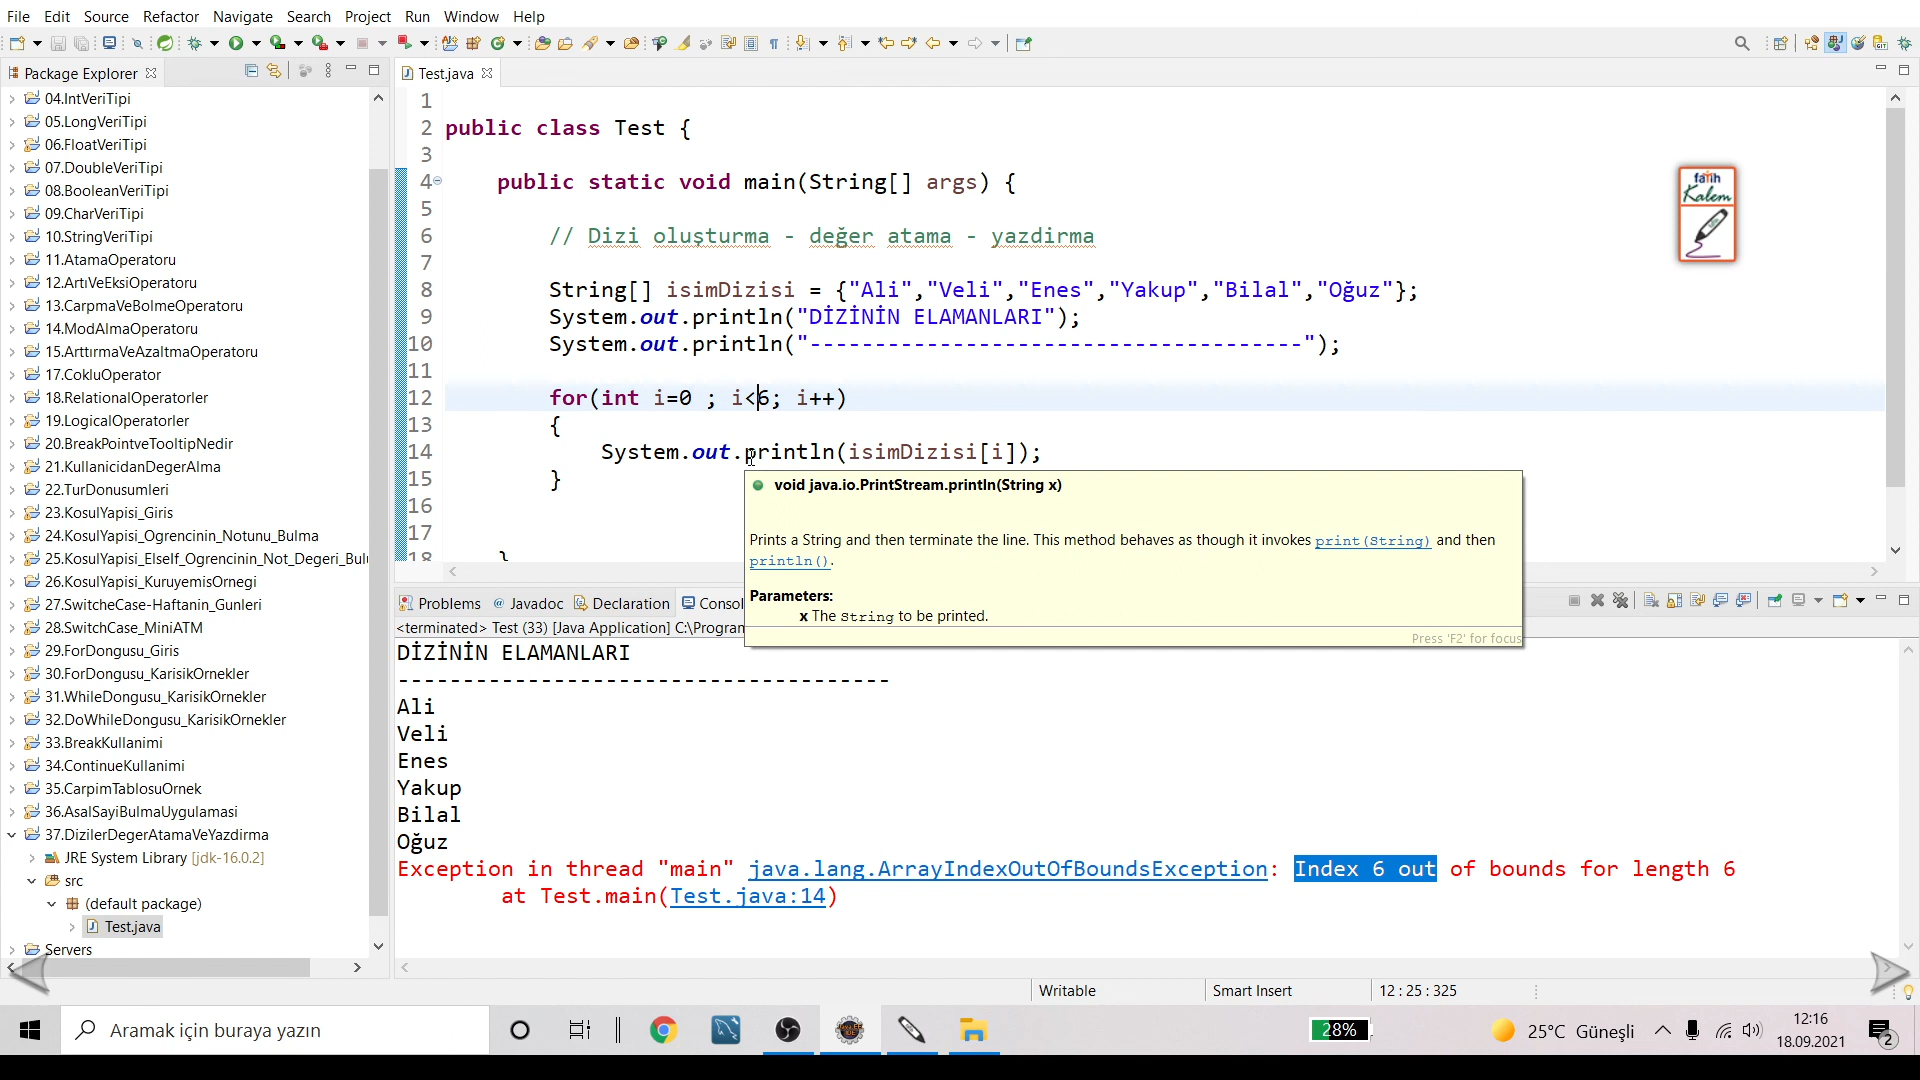 File Edit Source Refactor Navigate Search Project Run Window Help
Package Explorer
Test.java
04.IntVeriTipi
05.LongVeriTipi
06.FloatVeriTipi
07.DoubleVeriTipi
08.BooleanVeriTipi
09.CharVeriTipi
10.StringVeriTipi
11.AtamaOperatoru
12.ArtıVeEksiOperatoru
13.CarpmaVeBolmeOperatoru
14.ModAlmaOperatoru
15.ArttırmaVeAzaltmaOperatoru
17.CokluOperator
18.RelationalOperatorler
19.LogicalOperatorler
20.BreakPointveTooltipNedir
21.KullanicidanDegerAlma
22.TurDonusumleri
23.KosulYapisi_Giris
24.KosulYapisi_Ogrencinin_Notunu_Bulma
25.KosulYapisi_ElseIf_Ogrencinin_Not_Degeri_Bul
26.KosulYapisi_KuruyemisOrnegi
27.SwitcheCase-Haftanin_Gunleri
28.SwitchCase_MiniATM
29.ForDongusu_Giris
30.ForDongusu_KarisikOrnekler
31.WhileDongusu_KarisikOrnekler
32.DoWhileDongusu_KarisikOrnekler
33.BreakKullanimi
34.ContinueKullanimi
35.CarpimTablosuOrnek
36.AsalSayiBulmaUygulamasi
37.DizilerDegerAtamaVeYazdirma
JRE System Library [jdk-16.0.2]
src
(default package)
Test.java
Servers
1
2 public class Test {
3
4 public static void main(String[] args) {
5
6 // Dizi oluşturma - değer atama - yazdirma
7
8 String[] isimDizisi = {"Ali","Veli","Enes","Yakup","Bilal","Oğuz"};
9 System.out.println("DİZİNİN ELAMANLARI");
10 System.out.println("--------------------------------------");
11
12 for(int i=0 ; i<6; i++)
13 {
14 System.out.println(isimDizisi[i]);
15 }
16
17
18 }
fatih
Kalem
void java.io.PrintStream.println(String x)
Prints a String and then terminate the line. This method behaves as though it invokes print(String) and then
println().
Parameters:
x The String to be printed.
Press 'F2' for focus
Problems @ Javadoc Declaration Consol
<terminated> Test (33) [Java Application] C:\Program
DİZİNİN ELAMANLARI
--------------------------------------
Ali
Veli
Enes
Yakup
Bilal
Oğuz
Exception in thread "main" java.lang.ArrayIndexOutOfBoundsException: Index 6 out of bounds for length 6
at Test.main(Test.java:14)
Writable Smart Insert 12 : 25 : 325
Aramak için buraya yazın
28%
25°C Güneşli
12:16
18.09.2021
2